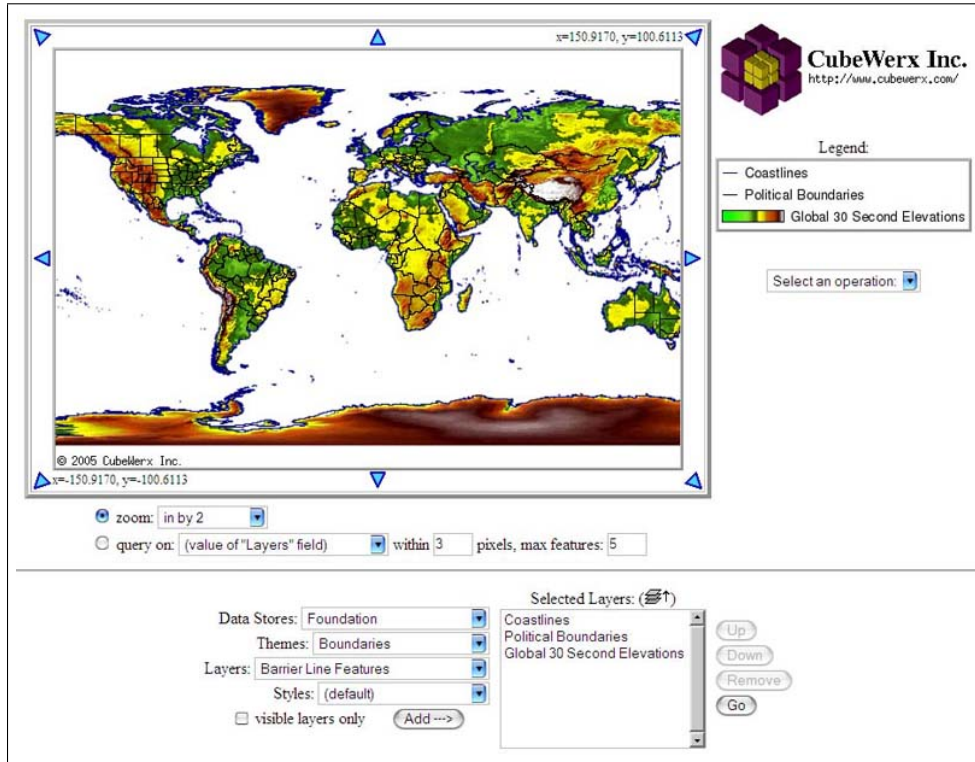 x=150.9170, y=100.6113
CubeWerx Inc.
http://www.cubewerx.com/
Legend:
Coastlines
Political Boundaries
Global 30 Second Elevations
Select an operation:
© 2005 CubeWerx Inc.
x=-150.9170, y=-100.6113
zoom: in by 2
query on: (value of "Layers" field) within 3 pixels, max features: 5
Selected Layers: (↑)
Data Stores: Foundation
Themes: Boundaries
Layers: Barrier Line Features
Styles: (default)
visible layers only Add --->
Coastlines
Political Boundaries
Global 30 Second Elevations
Up
Down
Remove
Go